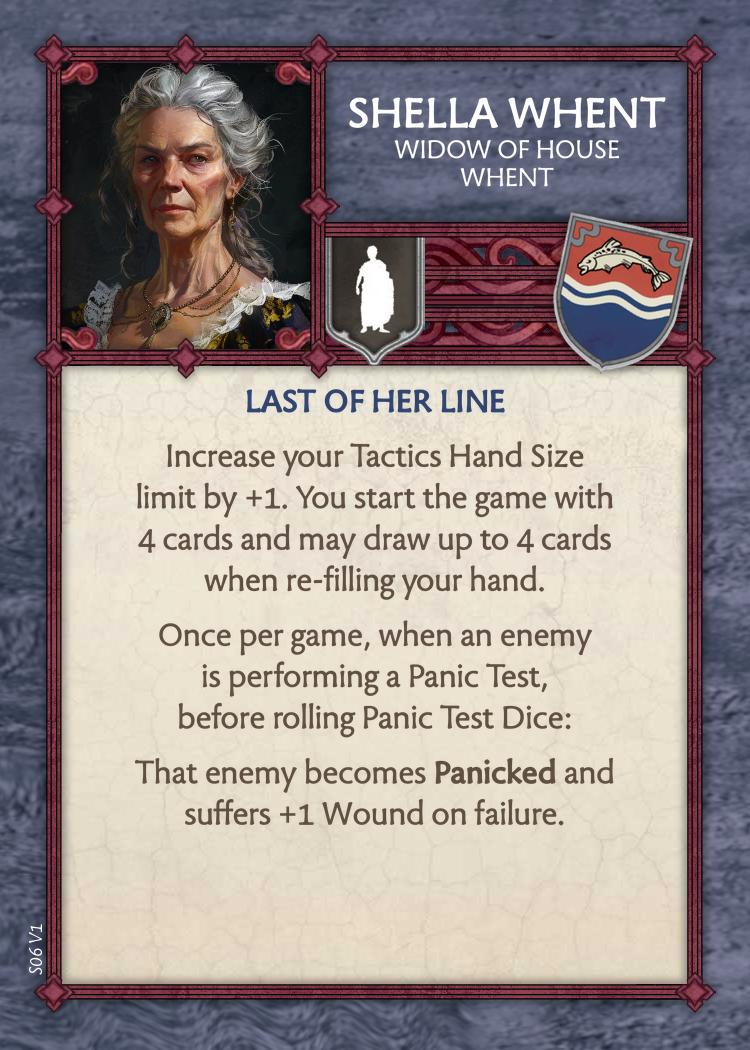 SHELLA WHENT
WIDOW OF HOUSE
WHENT
LAST OF HER LINE
Increase your Tactics Hand Size
limit by +1. You start the game with
4 cards and may draw up to 4 cards
when re-filling your hand.
Once per game, when an enemy
is performing a Panic Test,
before rolling Panic Test Dice:
That enemy becomes Panicked and
suffers +1 Wound on failure.
S06 V1